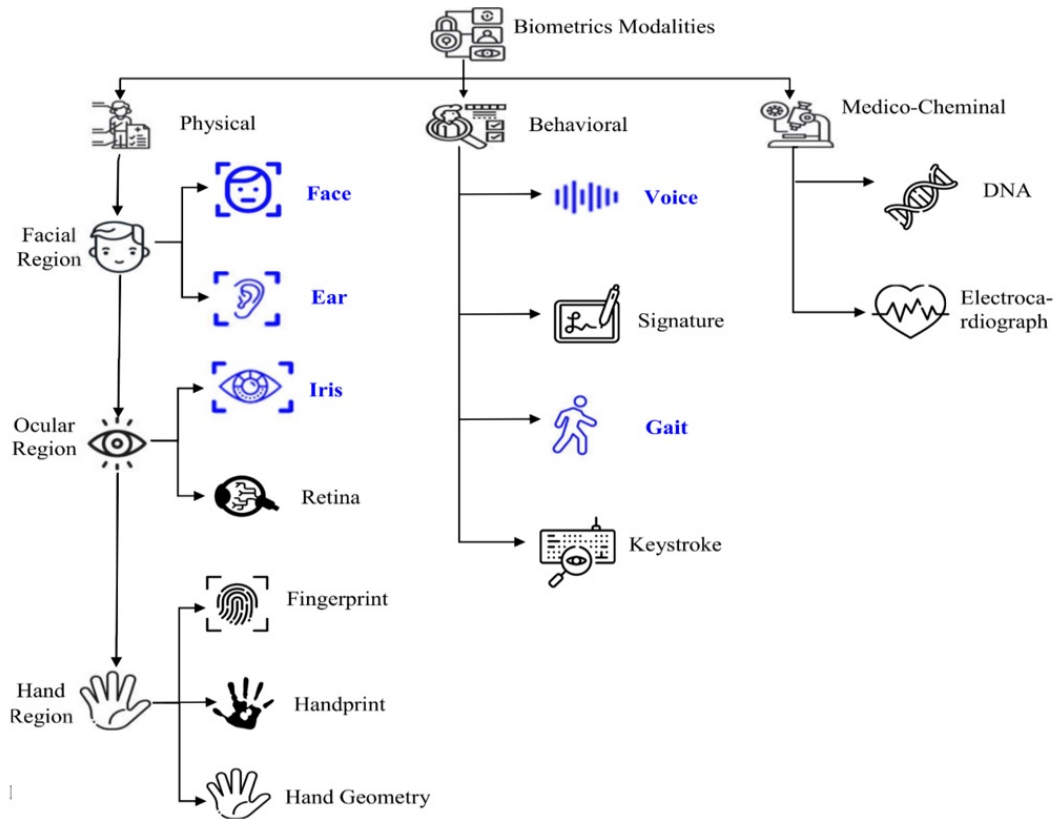 Biometrics Modalities
Physical
Behavioral
Medico-Cheminal
Facial
Region
Face
Ear
Ocular
Region
Iris
Retina
Hand
Region
Fingerprint
Handprint
Hand Geometry
Voice
Signature
Gait
Keystroke
DNA
Electroca-
rdiograph